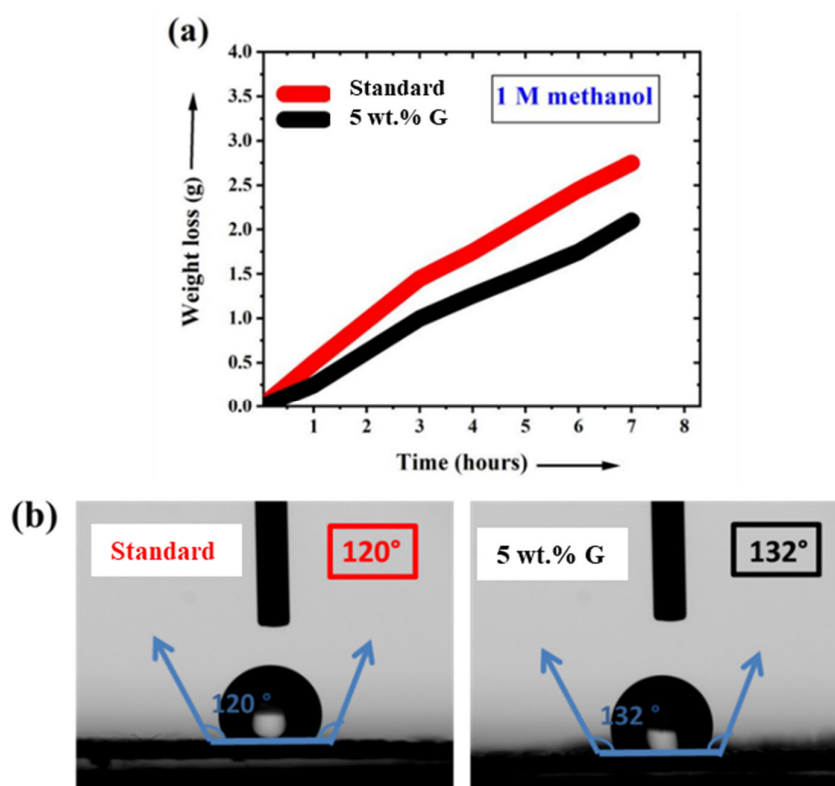 (a)
4.0
3.5
3.0
2.5
2.0
1.5
1.0
0.5
0.0
Weight loss (g)
Standard
5 wt.% G
1 M methanol
1 2 3 4 5 6 7 8
Time (hours)
(b)
Standard
120°
120 °
5 wt.% G
132°
132 °